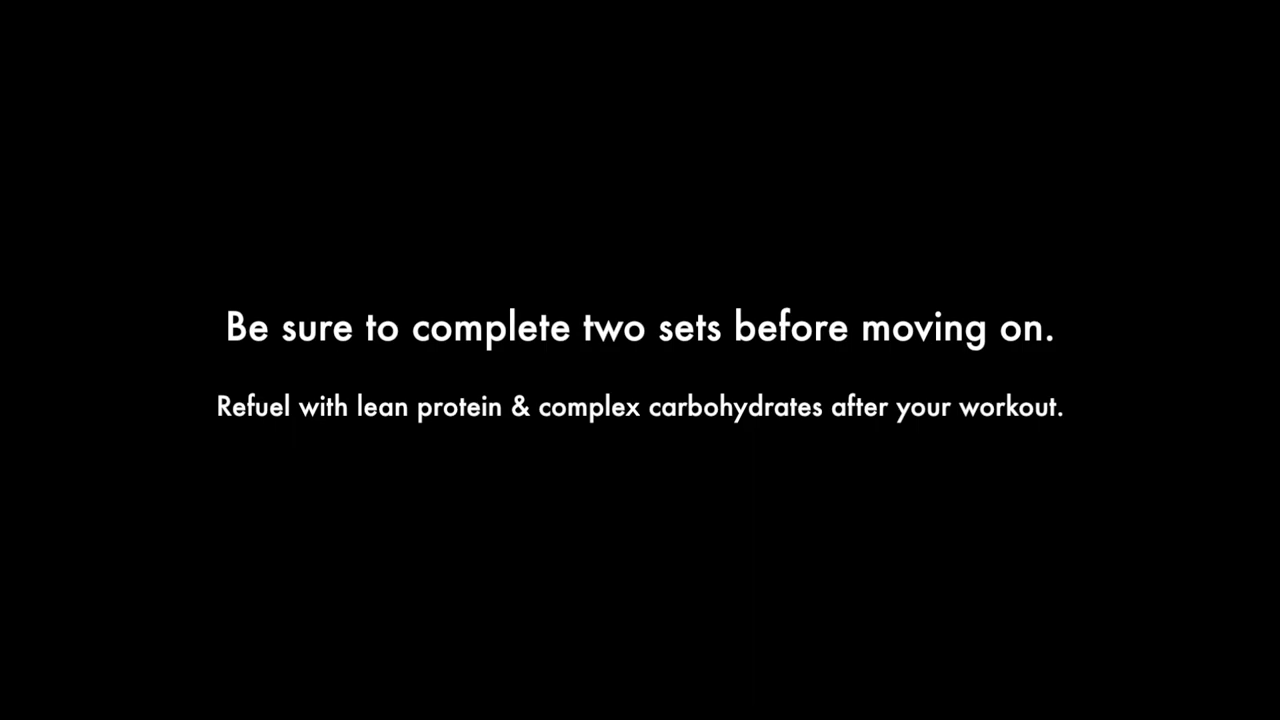 Be sure to complete two sets before moving on.
Refuel with lean protein & complex carbohydrates after your workout.